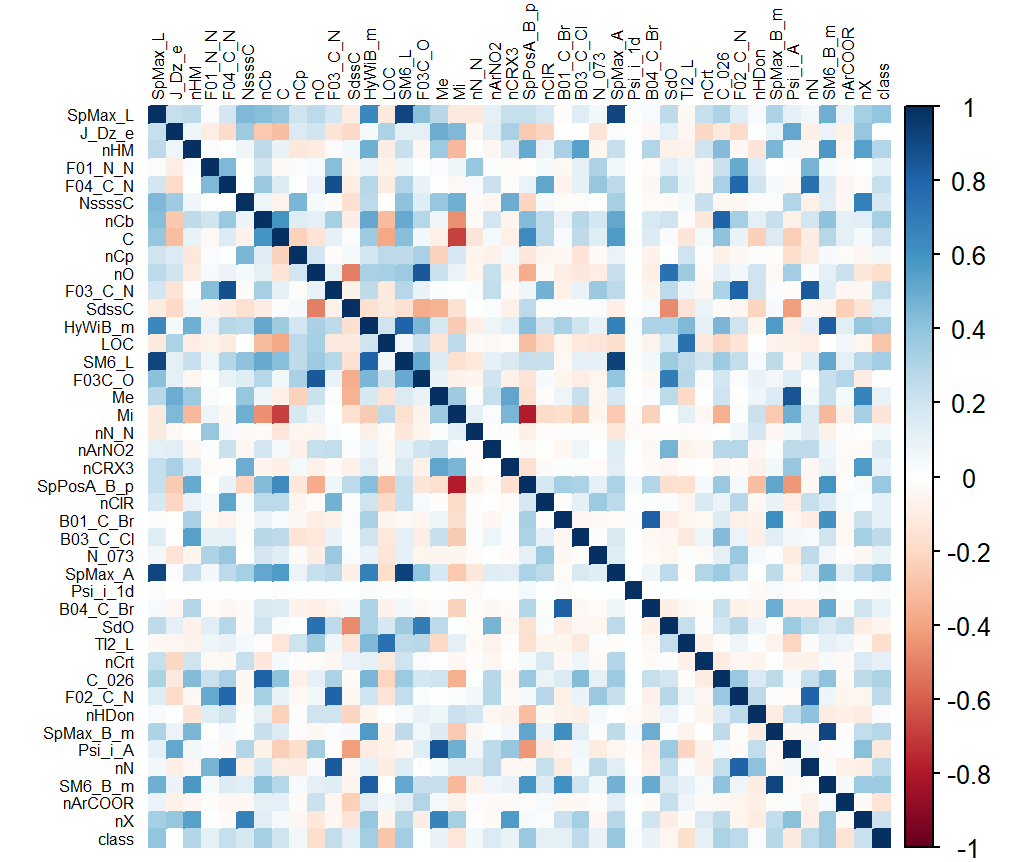 SpMax_L
J_Dz_e
nHM
F01_N_N
F04_C_N
NssssC
nCb
C
nCp
nO
F03_C_N
SdssC
HyWiB_m
LOC
SM6_L
F03C_O
Me
Mi
nN_N
nArNO2
nCRX3
SpPosA_B_p
nCIR
B01_C_Br
B03_C_Cl
N_073
SpMax_A
Psi_i_1d
B04_C_Br
SdO
TI2_L
nCrt
C_026
F02_C_N
nHDon
SpMax_B_m
Psi_i_A
nN
SM6_B_m
nArCOOR
nX
class
SpMax_L
J_Dz_e
nHM
F01_N_N
F04_C_N
NssssC
nCb
C
nCp
nO
F03_C_N
SdssC
HyWiB_m
LOC
SM6_L
F03C_O
Me
Mi
nN_N
nArNO2
nCRX3
SpPosA_B_p
nCIR
B01_C_Br
B03_C_Cl
N_073
SpMax_A
Psi_i_1d
B04_C_Br
SdO
TI2_L
nCrt
C_026
F02_C_N
nHDon
SpMax_B_m
Psi_i_A
nN
SM6_B_m
nArCOOR
nX
class
1
0.8
0.6
0.4
0.2
0
-0.2
-0.4
-0.6
-0.8
-1